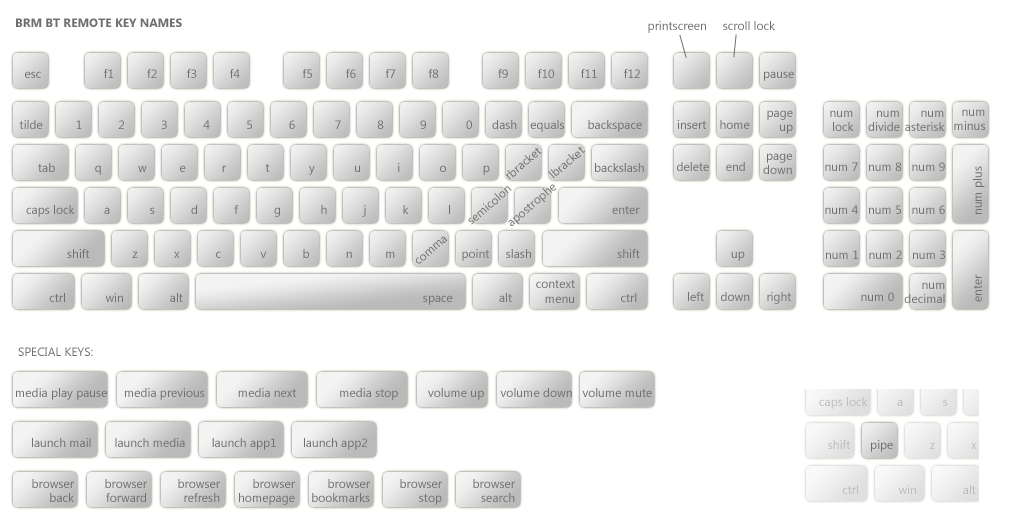 BRM BT REMOTE KEY NAMES
printscreen scroll lock
esc f1 f2 f3 f4 f5 f6 f7 f8 f9 f10 f11 f12 pause
tilde 1 2 3 4 5 6 7 8 9 0 dash equals backspace insert home page up num lock num divide num asterisk num minus
tab q w e r t y u i o p rbracket lbracket backslash delete end page down num 7 num 8 num 9 num plus
caps lock a s d f g h j k l semicolon apostrophe enter num 4 num 5 num 6
shift z x c v b n m comma point slash shift up num 1 num 2 num 3 enter
ctrl win alt space alt context menu ctrl left down right num 0 num decimal
SPECIAL KEYS:
media play pause media previous media next media stop volume up volume down volume mute
launch mail launch media launch app1 launch app2
browser back browser forward browser refresh browser homepage browser bookmarks browser stop browser search
caps lock a s
shift pipe z x
ctrl win alt